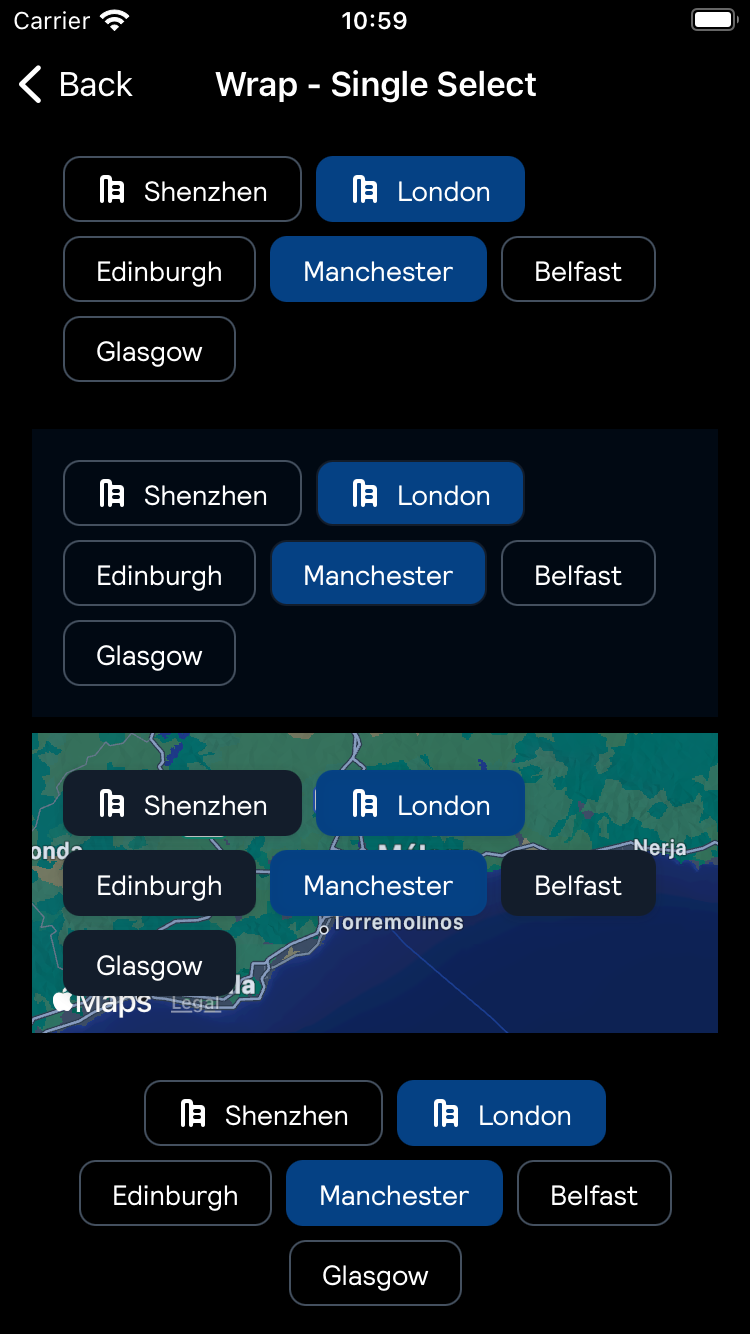 Carrier 10:59
Back Wrap - Single Select
Shenzhen London
Edinburgh Manchester Belfast
Glasgow
Shenzhen London
Edinburgh Manchester Belfast
Glasgow
Shenzhen London
Nerja
Edinburgh Manchester Belfast
Torremolinos
Glasgow
Maps Legal
Shenzhen London
Edinburgh Manchester Belfast
Glasgow